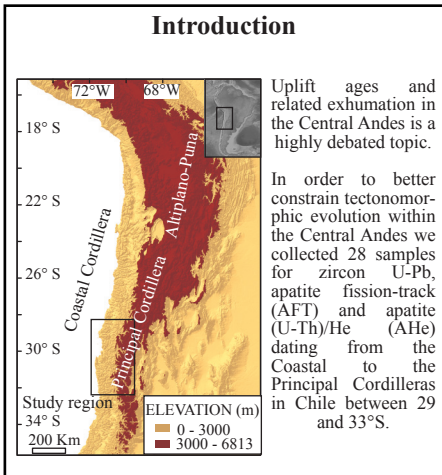 Introduction
72°W 68°W
18° S
22° S
26° S
30° S
34° S
Coastal Cordillera
Altiplano-Puna
Principal Cordillera
Study region
200 Km
ELEVATION (m)
0 - 3000
3000 - 6813
Uplift ages and
related exhumation in
the Central Andes is a
highly debated topic.
In order to better
constrain tectonomor-
phic evolution within
the Central Andes we
collected 28 samples
for zircon U-Pb,
apatite fission-track
(AFT) and apatite
(U-Th)/He (AHe)
dating from the
Coastal to the
Principal Cordilleras
in Chile between 29
and 33°S.